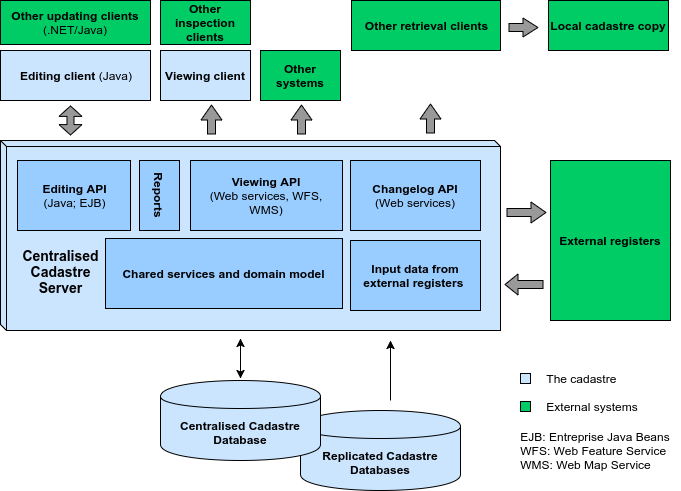 Other updating clients
(.NET/Java)
Other
inspection
clients
Other retrieval clients
Local cadastre copy
Editing client (Java)
Viewing client
Other
systems
Editing API
(Java; EJB)
Reports
Viewing API
(Web services, WFS,
WMS)
Changelog API
(Web services)
External registers
Centralised
Cadastre
Server
Shared services and domain model
Input data from
external registers
Centralised Cadastre
Database
Replicated Cadastre
Databases
The cadastre
External systems
EJB: Entreprise Java Beans
WFS: Web Feature Service
WMS: Web Map Service